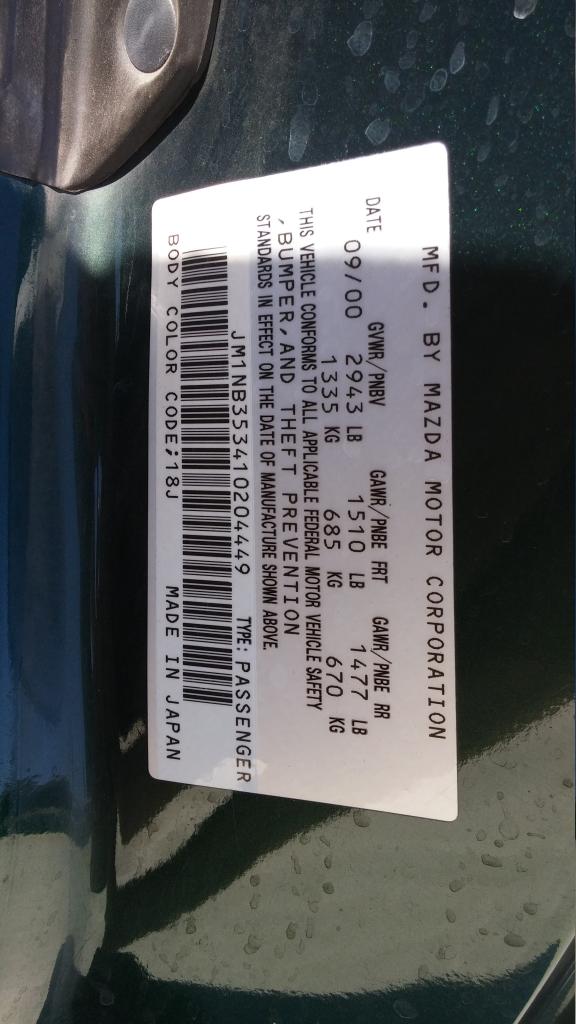 MFD. BY MAZDA MOTOR CORPORATION
DATE GVWR/PNBV GAWR/PNBE FRT GAWR/PNBE RR
09/00 2943 LB 1510 LB 1477 LB
1335 KG 685 KG 670 KG
THIS VEHICLE CONFORMS TO ALL APPLICABLE FEDERAL MOTOR VEHICLE SAFETY
, BUMPER, AND THEFT PREVENTION
STANDARDS IN EFFECT ON THE DATE OF MANUFACTURE SHOWN ABOVE.
JM1NB353410204449 TYPE: PASSENGER
BODY COLOR CODE;18J MADE IN JAPAN